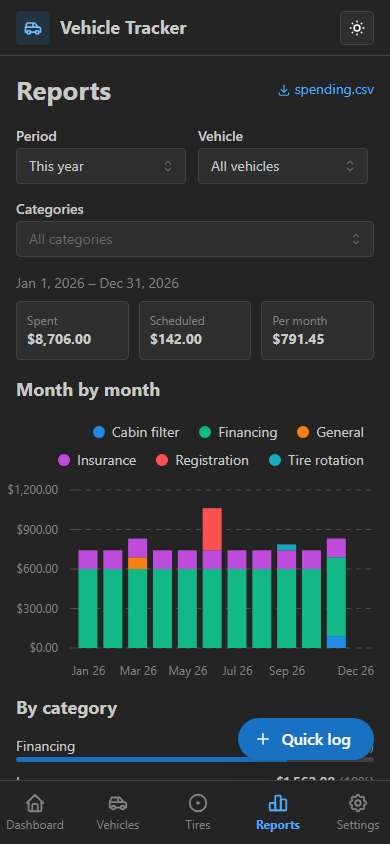 Vehicle Tracker
Reports
spending.csv
Period
Vehicle
This year
All vehicles
Categories
All categories
Jan 1, 2026 – Dec 31, 2026
Spent
Scheduled
Per month
$8,706.00
$142.00
$791.45
Month by month
Cabin filter
Financing
General
Insurance
Registration
Tire rotation
$1,200.00
$900.00
$600.00
$300.00
$0.00
Jan 26
Mar 26
May 26
Jul 26
Sep 26
Dec 26
By category
Financing
Quick log
Dashboard
Vehicles
Tires
Reports
Settings